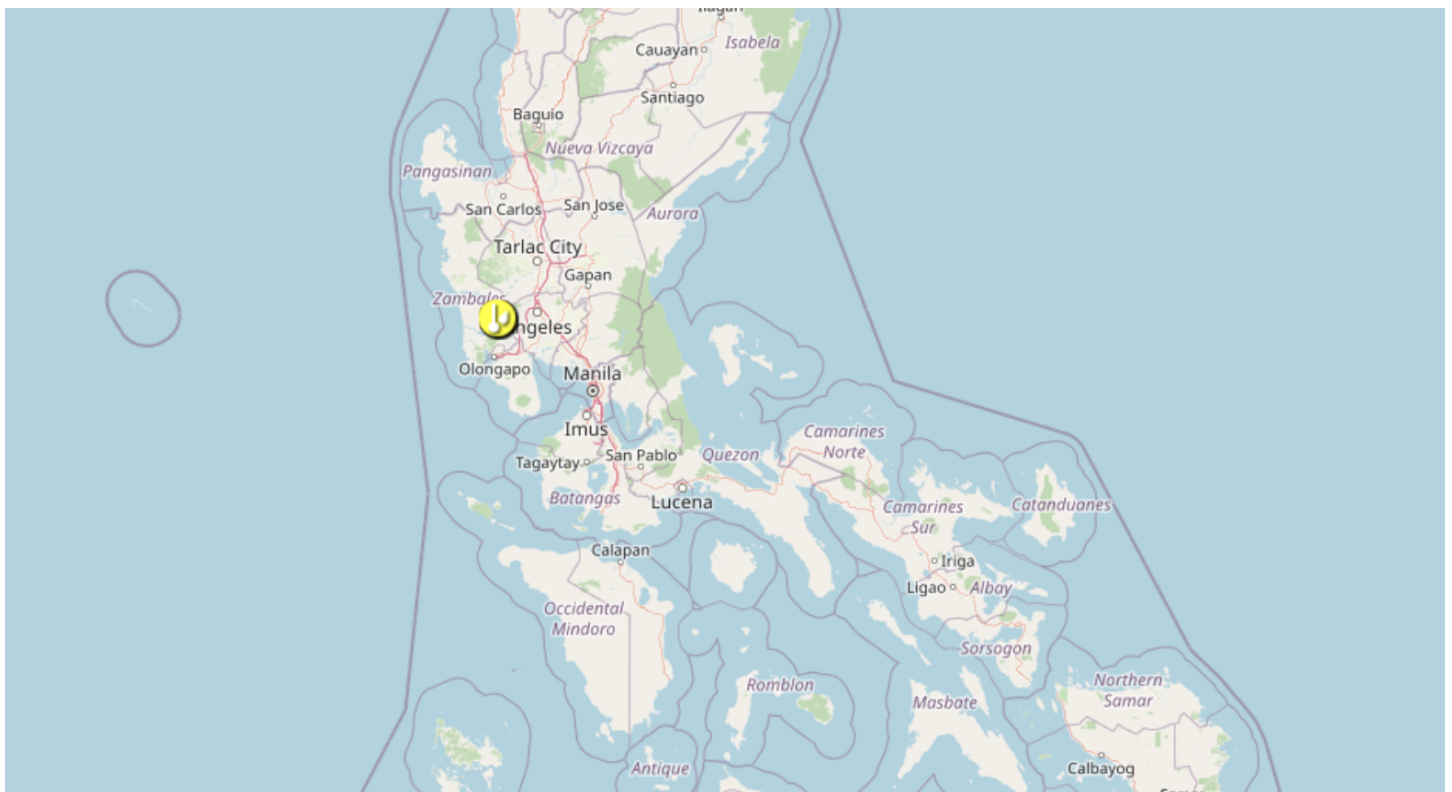 Cauayan
Isabela
Santiago
Baguio
Nueva Vizcaya
Pangasinan
San Carlos
San Jose
Aurora
Tarlac City
Gapan
Zambales
Olongapo
Manila
Imus
Camarines
Norte
San Pablo
Quezon
Tagaytay
Batangas
Lucena
Camarines
Sur
Catanduanes
Calapan
Iriga
Ligao
Albay
Occidental
Mindoro
Sorsogon
Romblon
Northern
Samar
Masbate
Antique
Calbayog